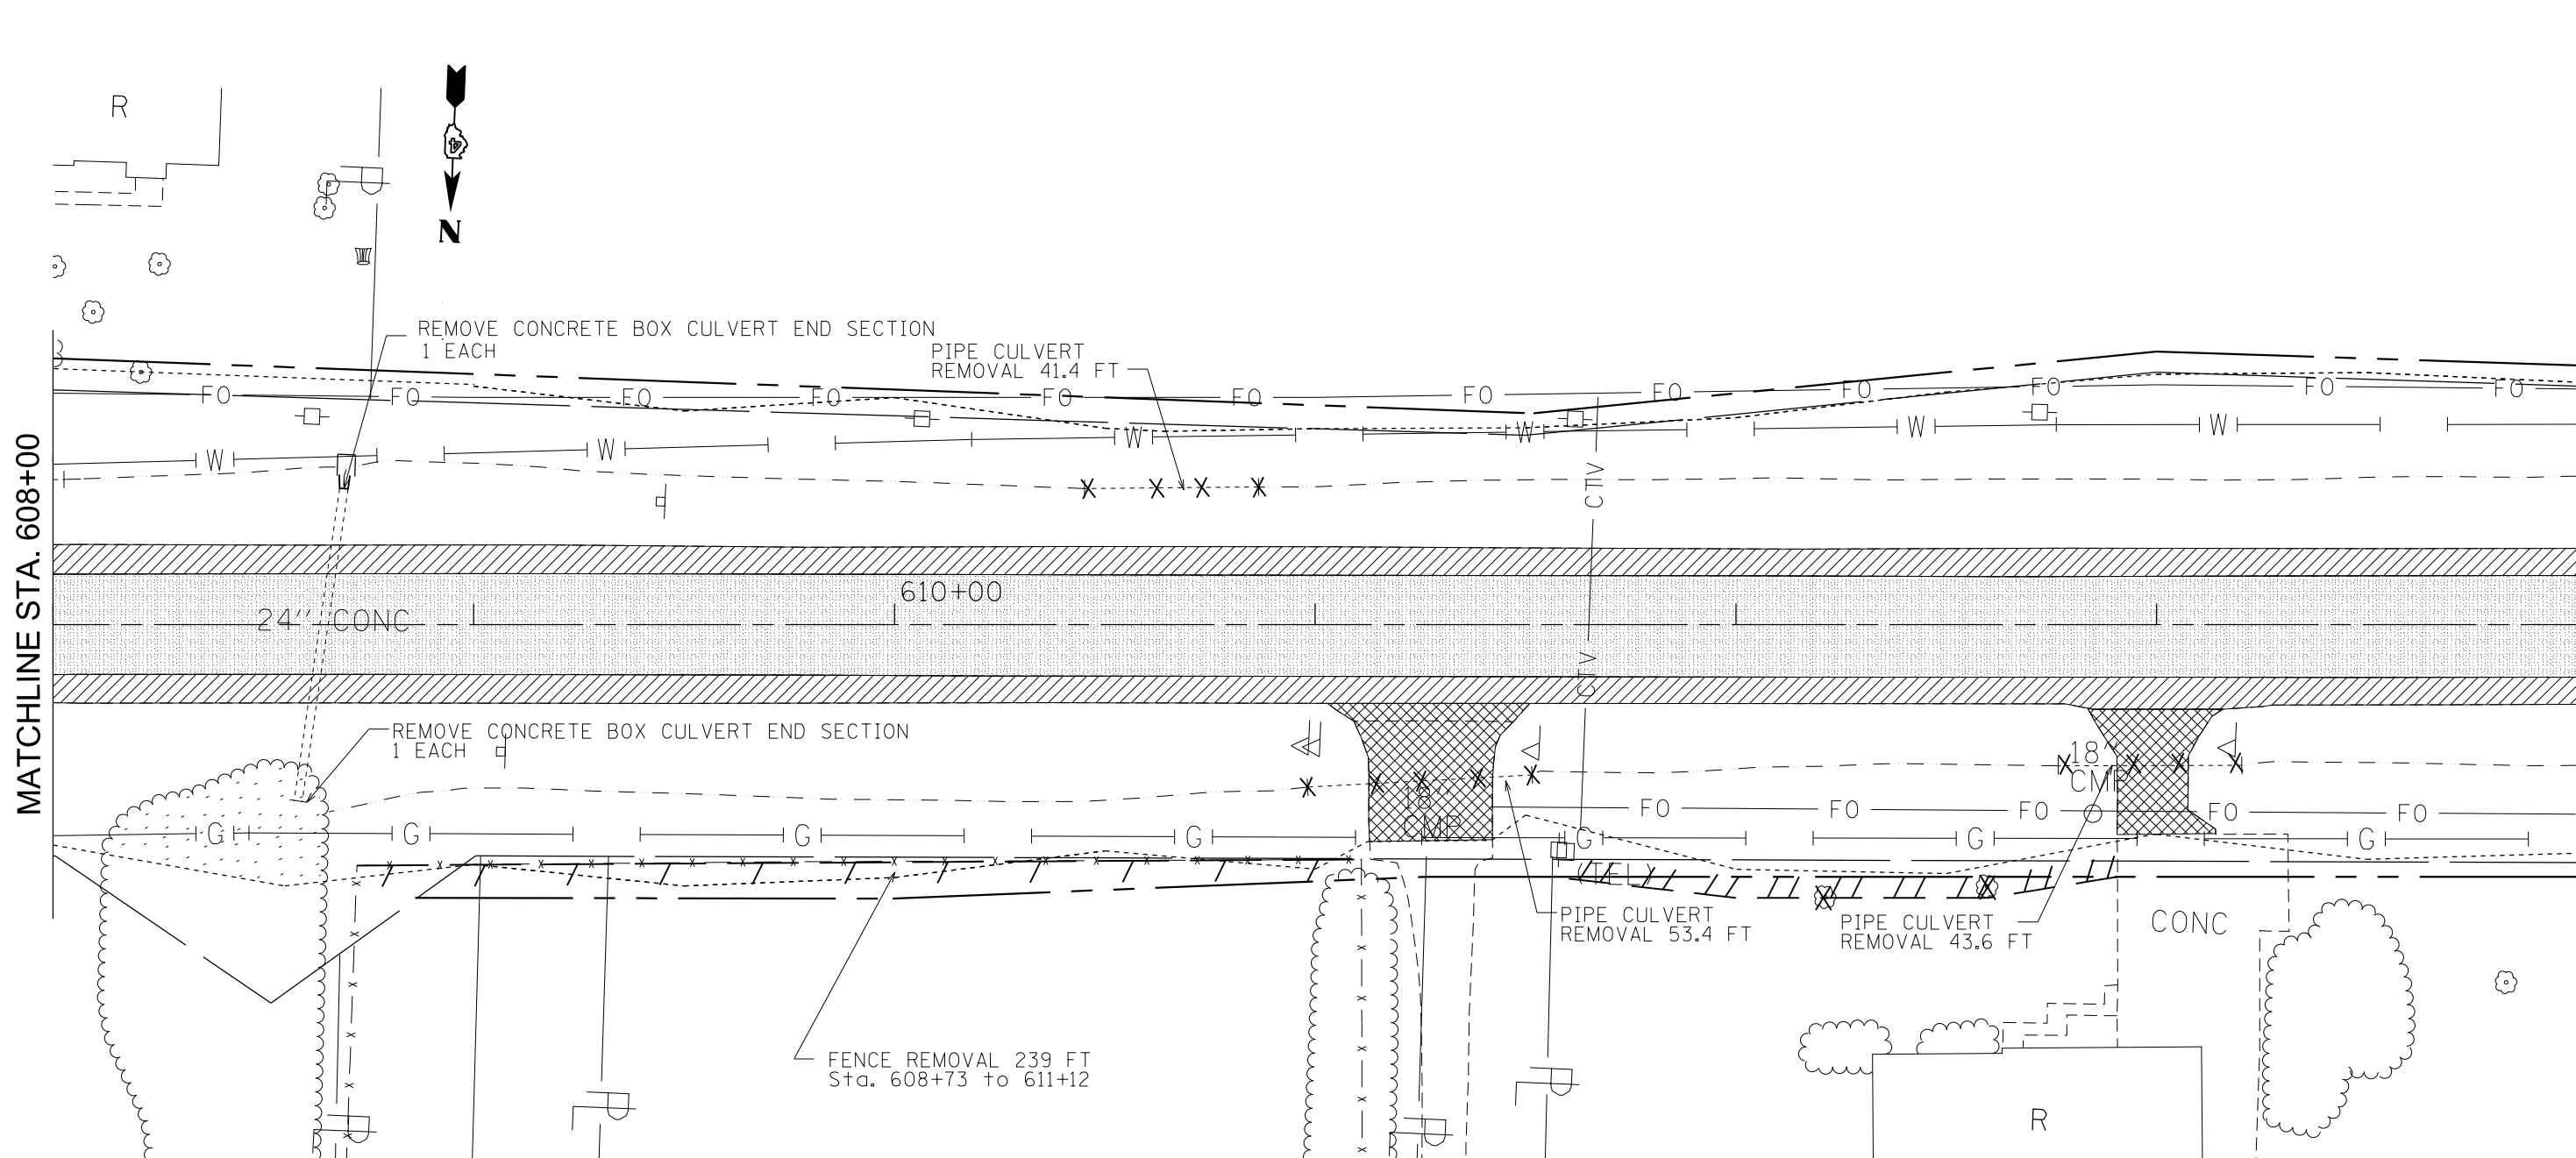 R
N
REMOVE CONCRETE BOX CULVERT END SECTION
1 EACH
PIPE CULVERT
REMOVAL 41.4 FT
FO FO FO FO FO FO FO FO FO FO FO FO
W W W W W W
CTV
MATCHLINE STA. 608+00
610+00
24" CONC
CTV
REMOVE CONCRETE BOX CULVERT END SECTION
1 EACH
18"
CMP
18"
CMP
FO FO FO FO FO
G G G G G G G
(TEL)
PIPE CULVERT
REMOVAL 53.4 FT
PIPE CULVERT
REMOVAL 43.6 FT
CONC
FENCE REMOVAL 239 FT
Sta. 608+73 to 611+12
R